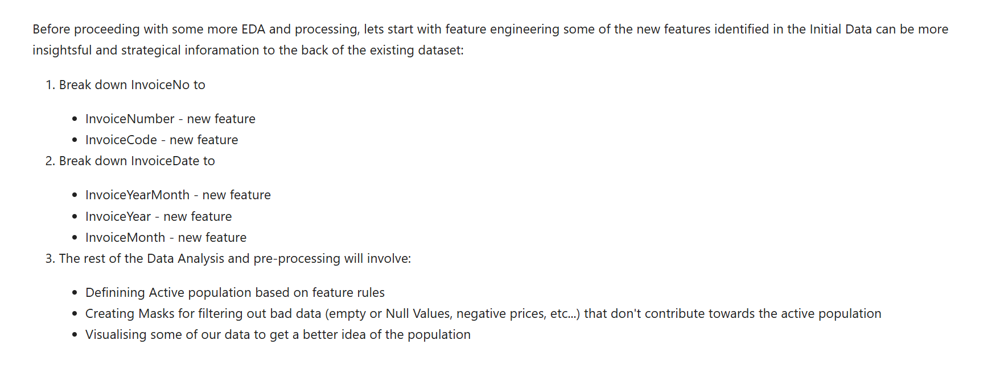 Before proceeding with some more EDA and processing, lets start with feature engineering some of the new features identified in the Initial Data can be more
insightsful and strategical inforamation to the back of the existing dataset:
1. Break down InvoiceNo to
• InvoiceNumber - new feature
• InvoiceCode - new feature
2. Break down InvoiceDate to
• InvoiceYearMonth - new feature
• InvoiceYear - new feature
• InvoiceMonth - new feature
3. The rest of the Data Analysis and pre-processing will involve:
• Definining Active population based on feature rules
• Creating Masks for filtering out bad data (empty or Null Values, negative prices, etc...) that don't contribute towards the active population
• Visualising some of our data to get a better idea of the population